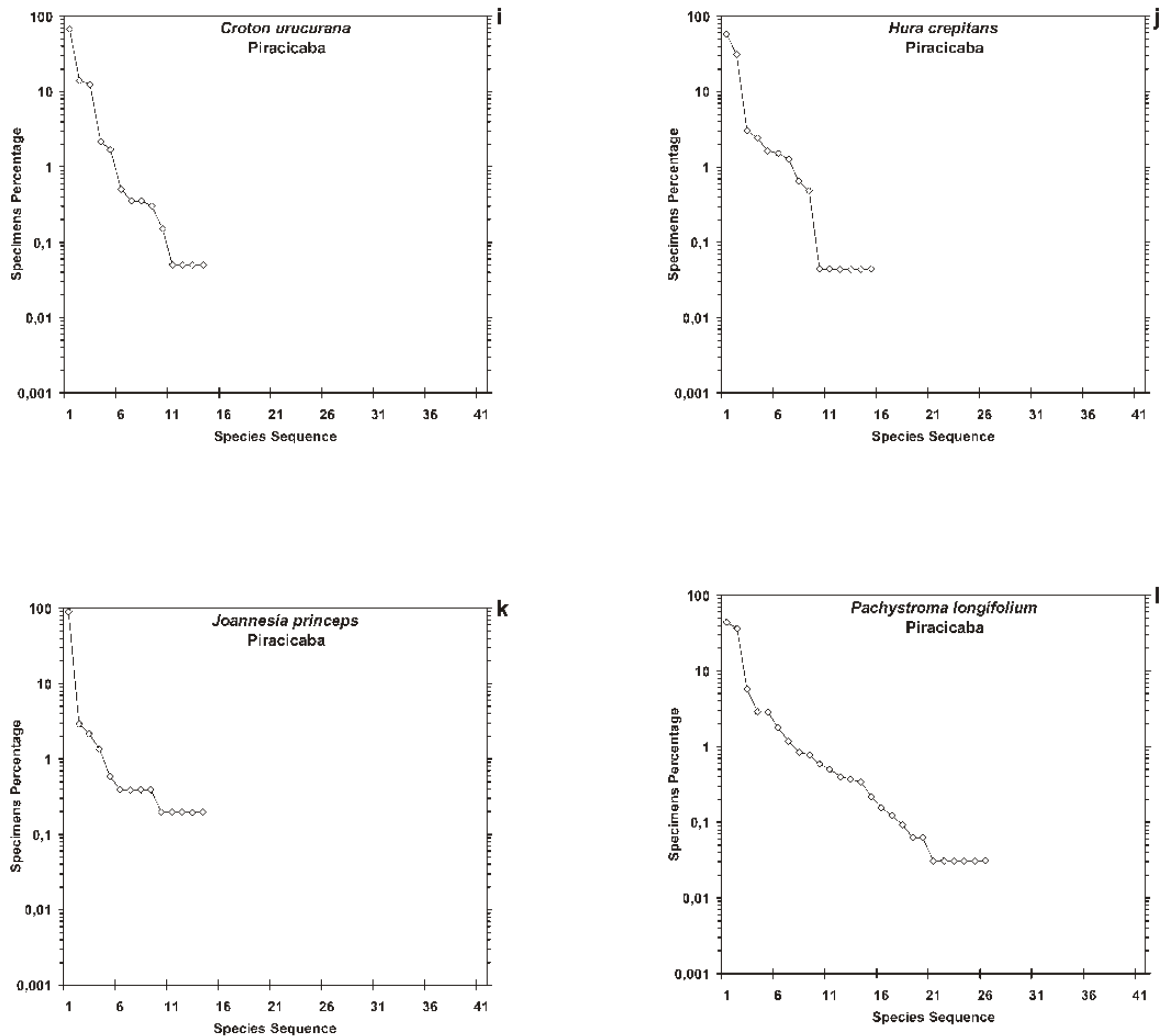 i
Croton urucurana
Piracicaba
Specimens Percentage
100
10
1
0,1
0,01
0,001
1 6 11 16 21 26 31 36 41
Species Sequence
j
Hura crepitans
Piracicaba
Specimens Percentage
100
10
1
0,1
0,01
0,001
1 6 11 16 21 26 31 36 41
Species Sequence
k
Joannesia princeps
Piracicaba
Specimens Percentage
100
10
1
0,1
0,01
0,001
1 6 11 16 21 26 31 36 41
Species Sequence
l
Pachystroma longifolium
Piracicaba
Specimens Percentage
100
10
1
0,1
0,01
0,001
1 6 11 16 21 26 31 36 41
Species Sequence